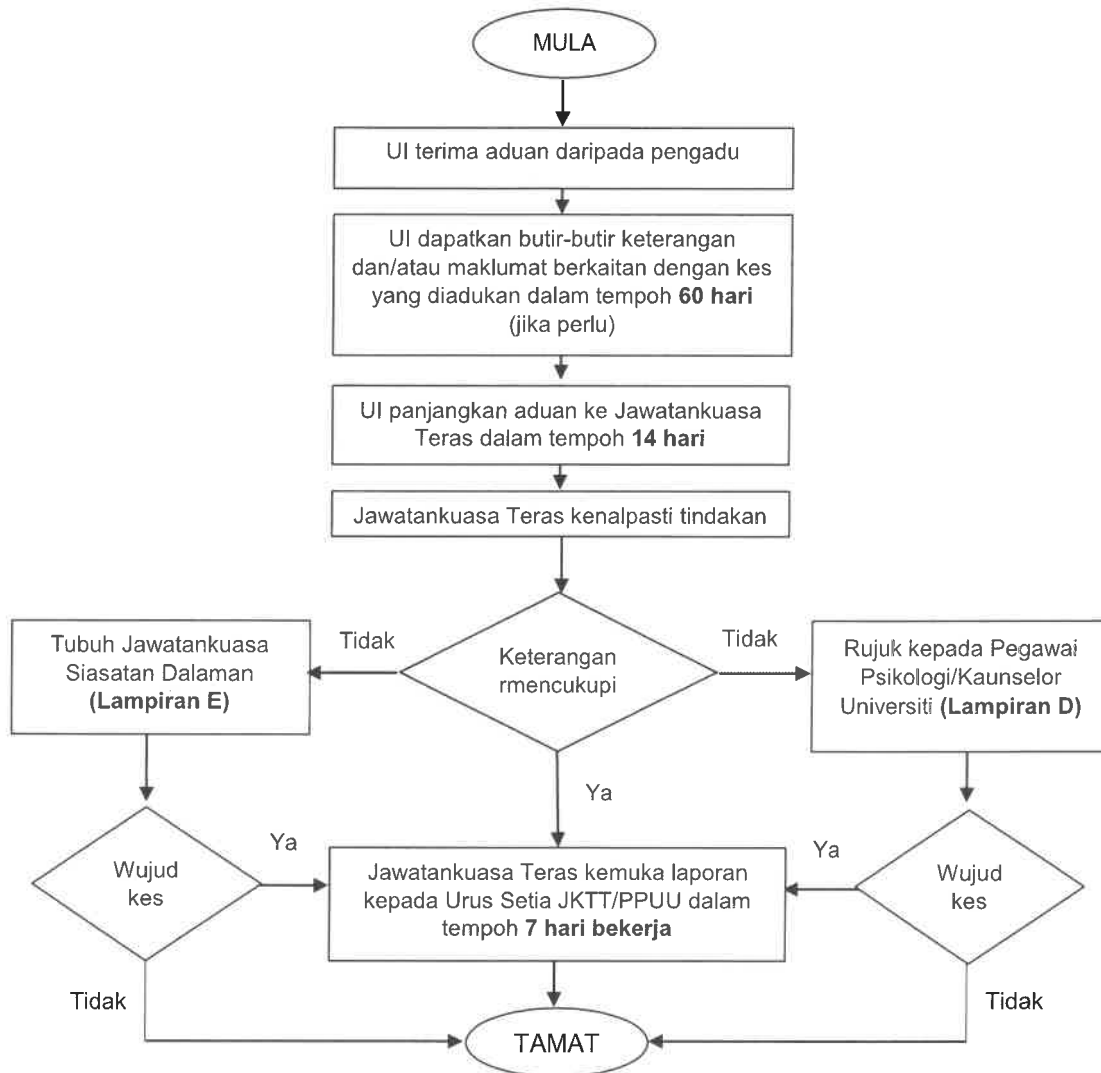 MULA
UI terima aduan daripada pengadu
UI dapatkan butir-butir keterangan
dan/atau maklumat berkaitan dengan kes
yang diadukan dalam tempoh 60 hari
(jika perlu)
UI panjangkan aduan ke Jawatankuasa
Teras dalam tempoh 14 hari
Jawatankuasa Teras kenalpasti tindakan
Tubuh Jawatankuasa
Siasatan Dalaman
(Lampiran E)
Tidak
Keterangan
rmencukupi
Tidak
Rujuk kepada Pegawai
Psikologi/Kaunselor
Universiti (Lampiran D)
Ya
Wujud
kes
Ya
Jawatankuasa Teras kemuka laporan
kepada Urus Setia JKTT/PPUU dalam
tempoh 7 hari bekerja
Ya
Wujud
kes
Tidak
Tidak
TAMAT